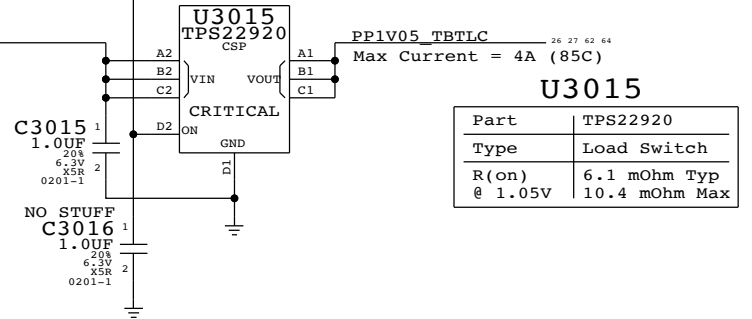 U3015
TPS22920
CSP
A2
B2
C2
VIN
VOUT
A1
B1
C1
CRITICAL
D2
ON
GND
D1
PP1V05_TBTLC
26 27 62 64
Max Current = 4A (85C)
U3015
Part TPS22920
Type Load Switch
R(on) 6.1 mOhm Typ
@ 1.05V 10.4 mOhm Max
C3015 1
1.0UF
20%
6.3V
X5R 2
0201-1
NO STUFF
C3016 1
1.0UF
20%
6.3V
X5R 2
0201-1